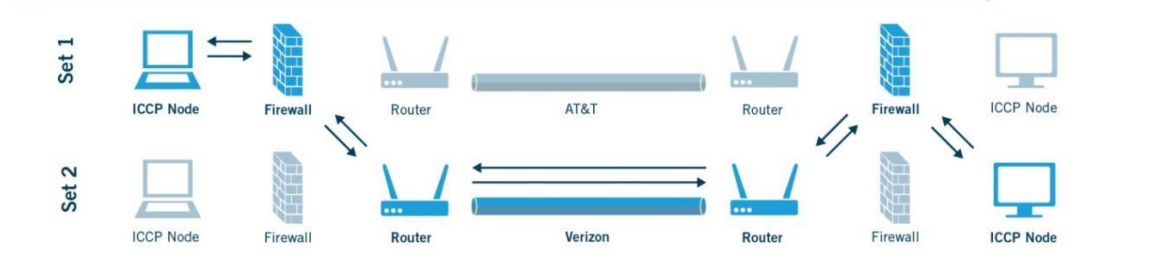 Set 1
ICCP Node
Firewall
Router
AT&T
Router
Firewall
ICCP Node
Set 2
ICCP Node
Firewall
Router
Verizon
Router
Firewall
ICCP Node